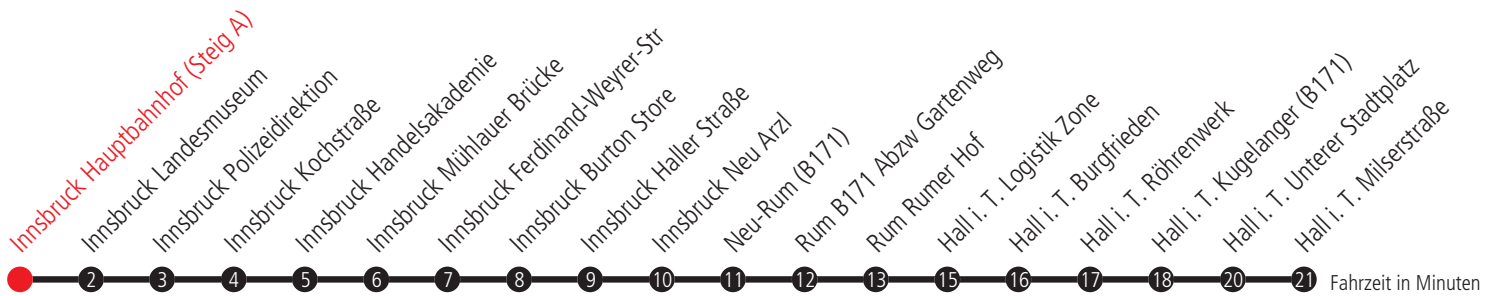 Innsbruck Hauptbahnhof (Steig A)
Innsbruck Landesmuseum
Innsbruck Polizeidirektion
Innsbruck Kochstraße
Innsbruck Handelsakademie
Innsbruck Mühlauer Brücke
Innsbruck Ferdinand-Weyrer-Str
Innsbruck Burton Store
Innsbruck Haller Straße
Innsbruck Neu Arzl
Neu-Rum (B171)
Rum B171 Abzw Gartenweg
Rum Rumer Hof
Hall i. T. Logistik Zone
Hall i. T. Burgfrieden
Hall i. T. Röhrenwerk
Hall i. T. Kugelanger (B171)
Hall i. T. Unterer Stadtplatz
Hall i. T. Milserstraße
2 3 4 5 6 7 8 9 10 11 12 13 15 16 17 18 20 21 Fahrzeit in Minuten